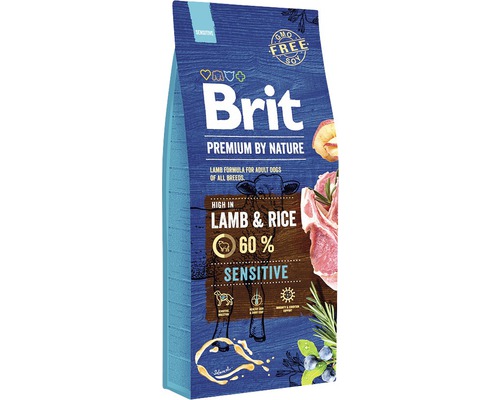 SENSITIVE
GMO
FREE
SOY
Brit
PREMIUM BY NATURE
LAMB FORMULA FOR ADULT DOGS
OF ALL BREEDS
HIGH IN
LAMB & RICE
60 %
SENSITIVE